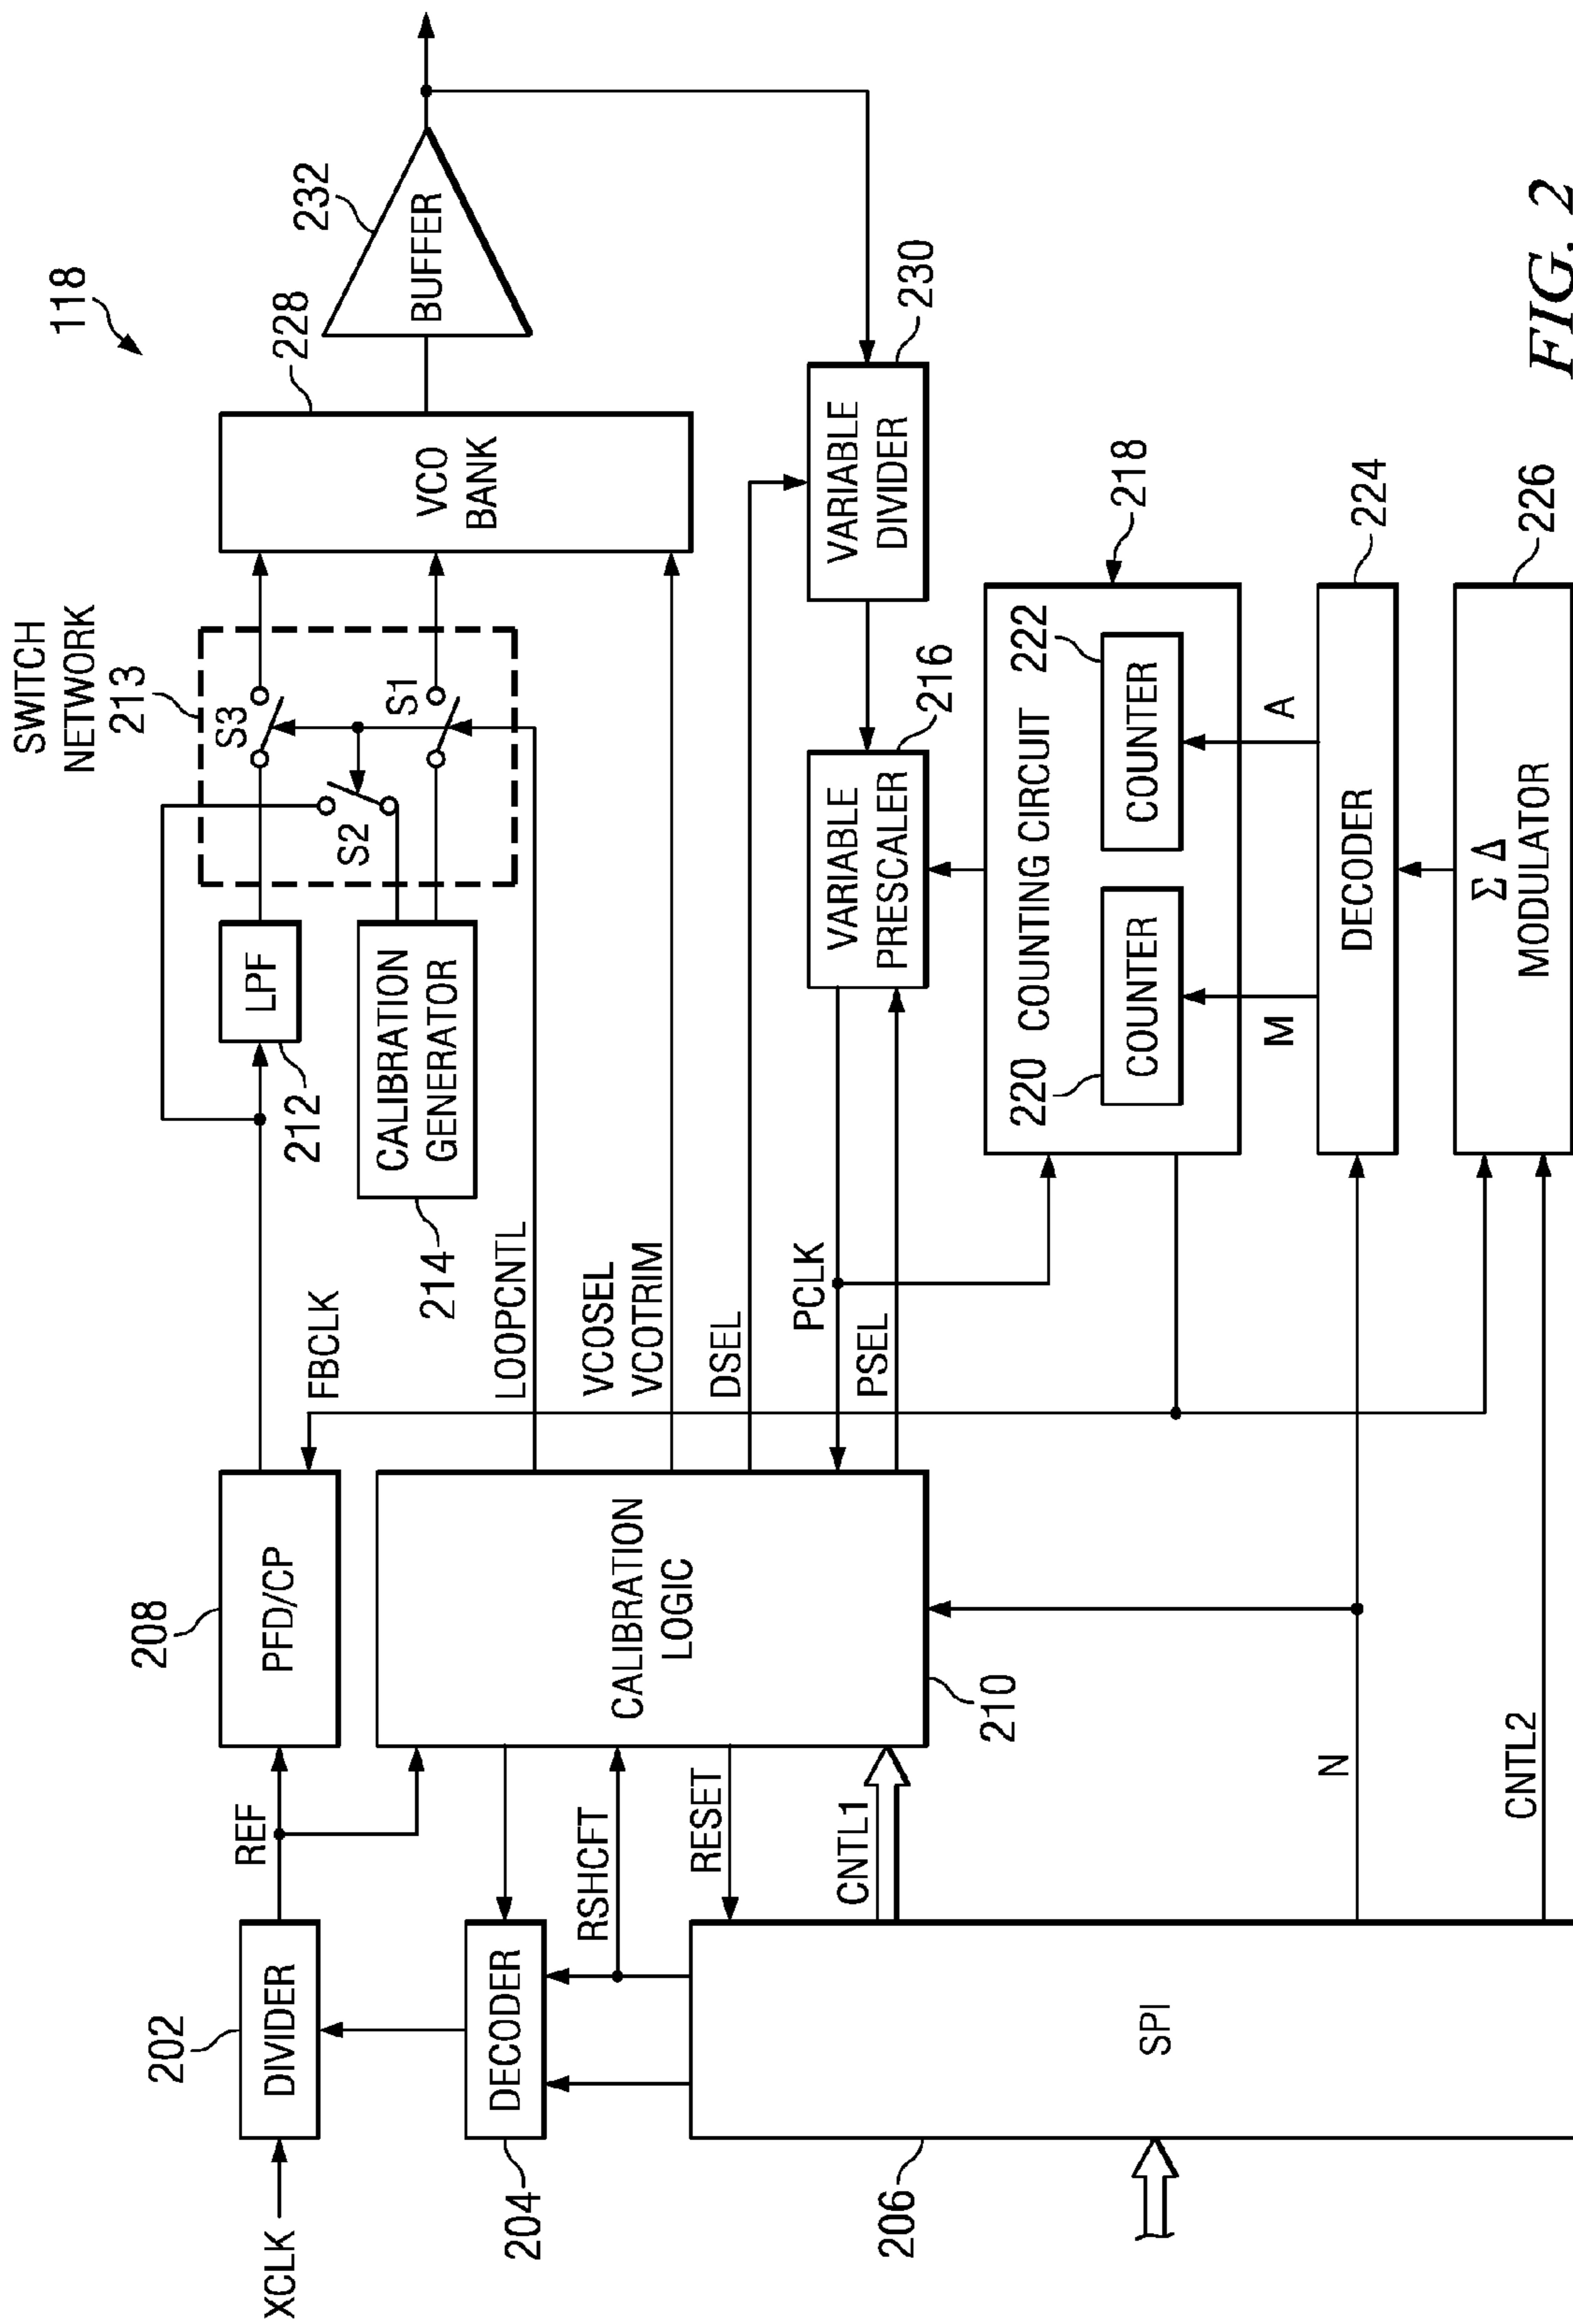 118
SWITCH
NETWORK
213
228
232
S3
S1
S2
VCO
BANK
BUFFER
208
PFD/CP
212
LPF
FBCLK
202
XCLK
DIVIDER
REF
CALIBRATION
GENERATOR
214
LOOPCNTL
VCOSEL
VCOTRIM
DSEL
PCLK
PSEL
204
DECODER
RSHCFT
RESET
CNTL1
CALIBRATION
LOGIC
210
VARIABLE
PRESCALER
216
VARIABLE
DIVIDER
230
220 COUNTING CIRCUIT 222
218
COUNTER
COUNTER
M
A
206
SPI
N
DECODER
224
CNTL2
Σ Δ
MODULATOR
226
FIG. 2